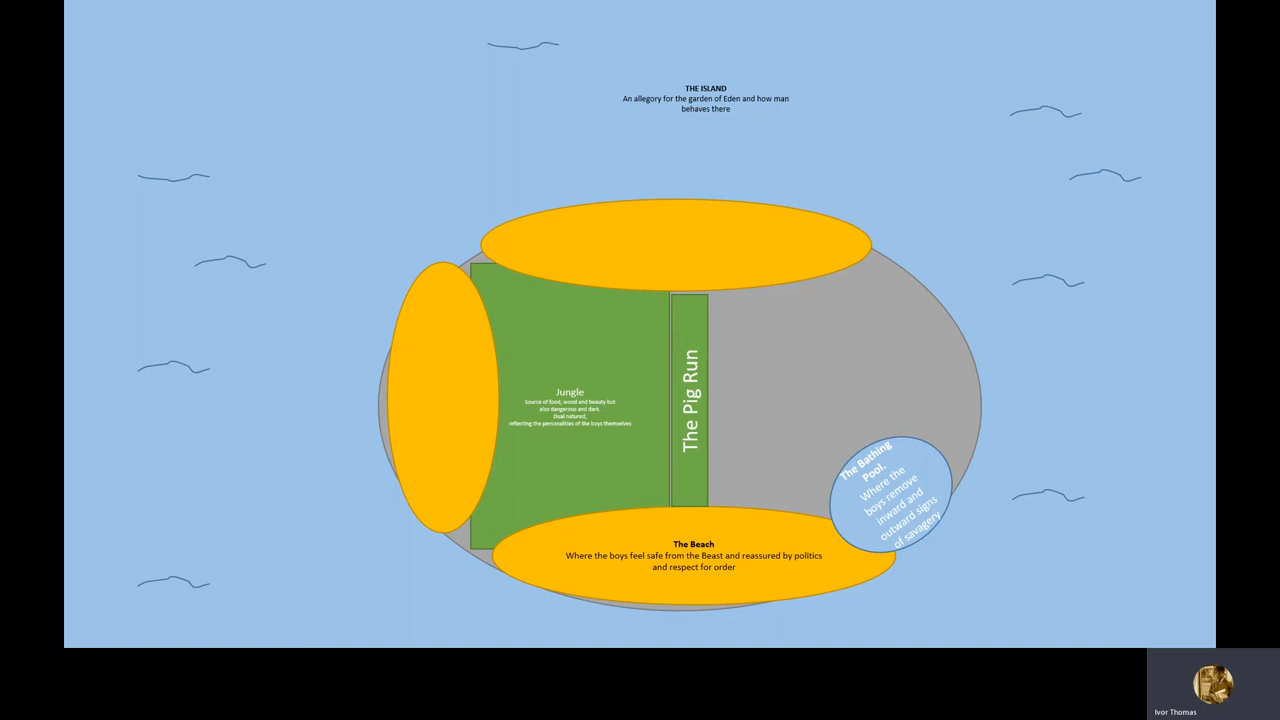 THE ISLAND
An allegory for the garden of Eden and how man
behaves there
Jungle
Source of food, wood and beauty but
also dangerous and dark
Dual natured,
reflecting the personalities of the boys themselves
The Pig Run
The Bathing
Pool.
Where the
boys remove
inward and
outward signs
of savagery
The Beach
Where the boys feel safe from the Beast and reassured by politics
and respect for order
Ivor Thomas